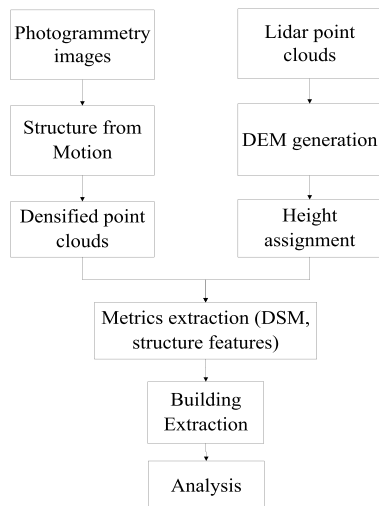 Photogrammetry
images
Structure from
Motion
Densified point
clouds
Lidar point
clouds
DEM generation
Height
assignment
Metrics extraction (DSM,
structure features)
Building
Extraction
Analysis